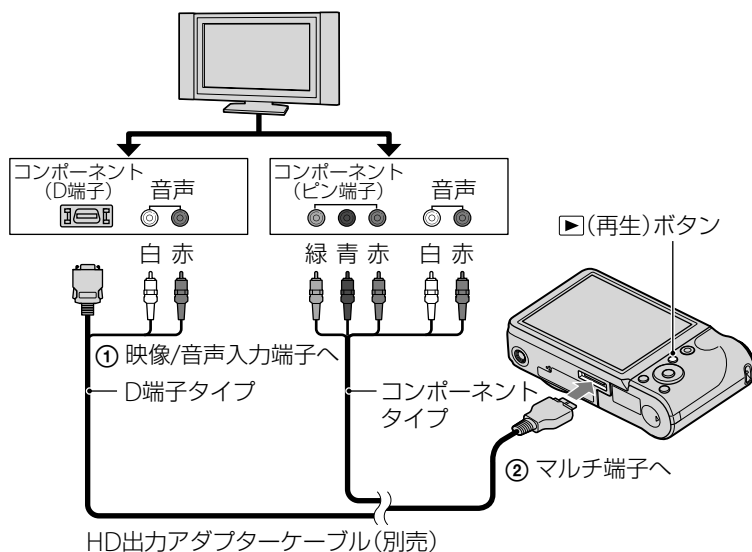 コンポーネント
(D端子)
音声
白 赤
コンポーネント
(ピン端子)
音声
緑 青 赤 白 赤
▶(再生)ボタン
① 映像/音声入力端子へ
D端子タイプ
コンポーネント
タイプ
② マルチ端子へ
HD出力アダプターケーブル(別売)